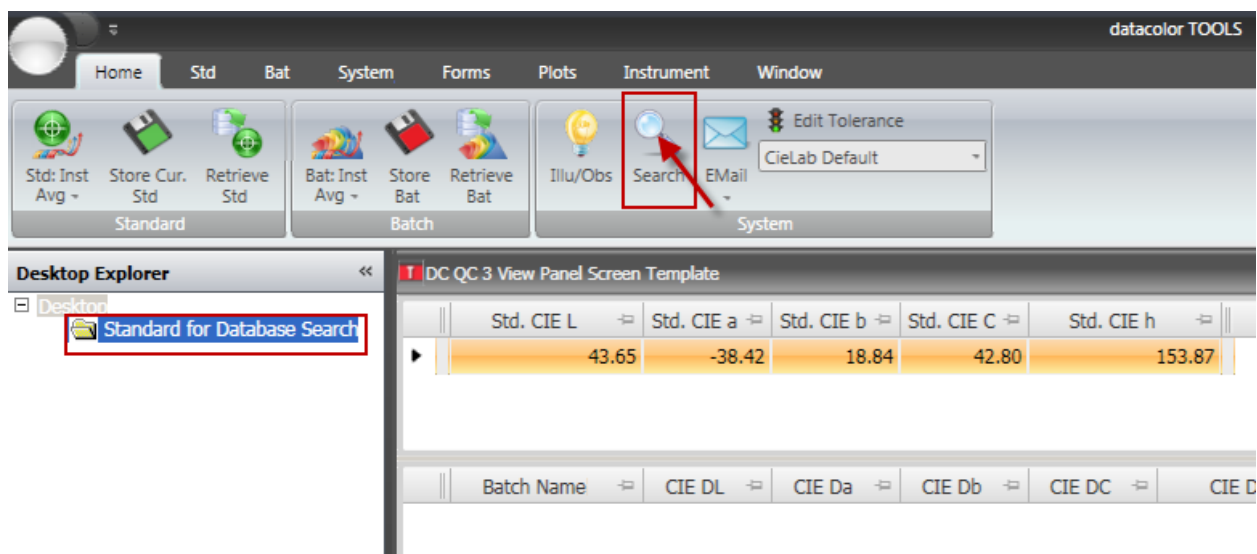 datacolor TOOLS
Home Std Bat System Forms Plots Instrument Window
Std: Inst Avg
Store Cur. Std
Retrieve Std
Standard
Bat: Inst Avg
Store Bat
Retrieve Bat
Batch
Illu/Obs
Search
EMail
Edit Tolerance
CieLab Default
System
Desktop Explorer
Desktop
Standard for Database Search
DC QC 3 View Panel Screen Template
Std. CIE L Std. CIE a Std. CIE b Std. CIE C Std. CIE h
43.65 -38.42 18.84 42.80 153.87
Batch Name CIE DL CIE Da CIE Db CIE DC CIE D